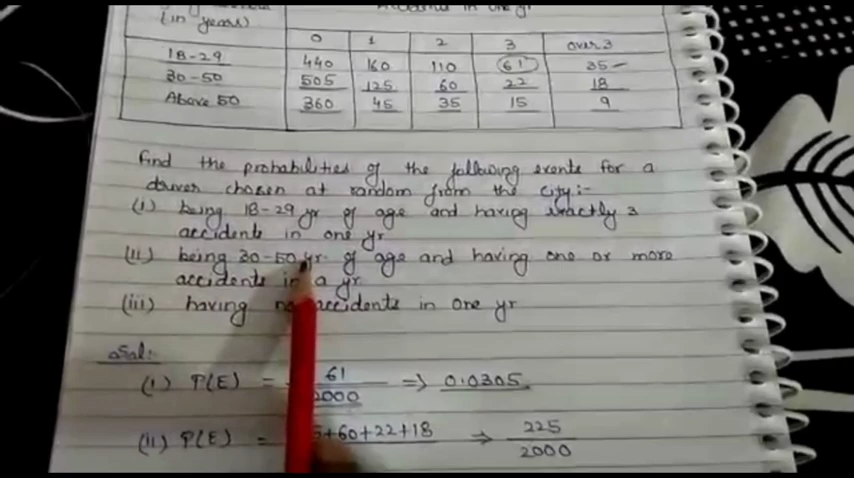 (in years)
0 1 2 3 over 3
18-29 440 160 110 61 35
30-50 505 125 60 22 18
Above 50 360 45 35 15 9
Find the probabilities of the following events for a
driver chosen at random from the city:-
(i) being 18-29 yr of age and having exactly 3
accidents in one yr
(ii) being 30-50 yr. of age and having one or more
accidents in a yr
(iii) having no accidents in one yr
Sol:-
(i) P(E) = 61 / 2000 => 0.0305
(ii) P(E) = 5+60+22+18 => 225 / 2000